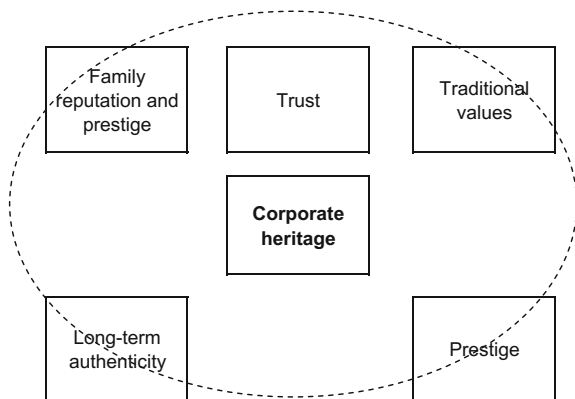 Family
reputation and
prestige
Trust
Traditional
values
Corporate
heritage
Long-term
authenticity
Prestige